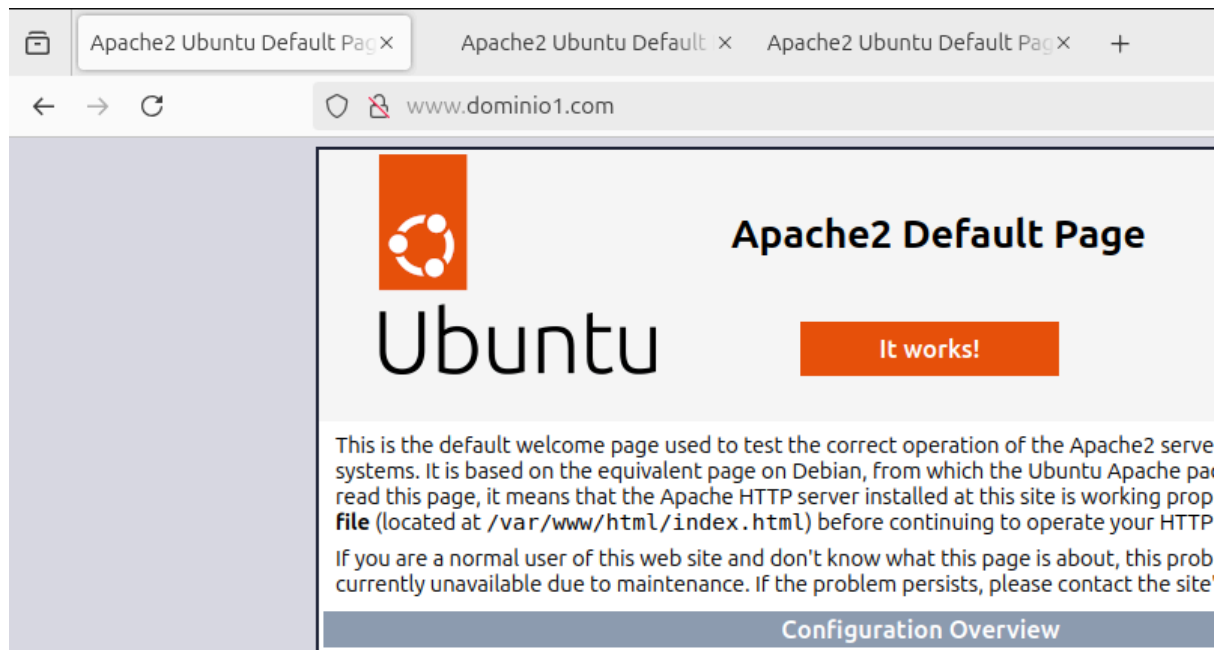 Apache2 Ubuntu Default Pag
Apache2 Ubuntu Default
Apache2 Ubuntu Default Pag
www.dominio1.com
Apache2 Default Page
Ubuntu
It works!
This is the default welcome page used to test the correct operation of the Apache2 serve
systems. It is based on the equivalent page on Debian, from which the Ubuntu Apache pa
read this page, it means that the Apache HTTP server installed at this site is working prop
file (located at /var/www/html/index.html) before continuing to operate your HTTP
If you are a normal user of this web site and don't know what this page is about, this prob
currently unavailable due to maintenance. If the problem persists, please contact the site'
Configuration Overview